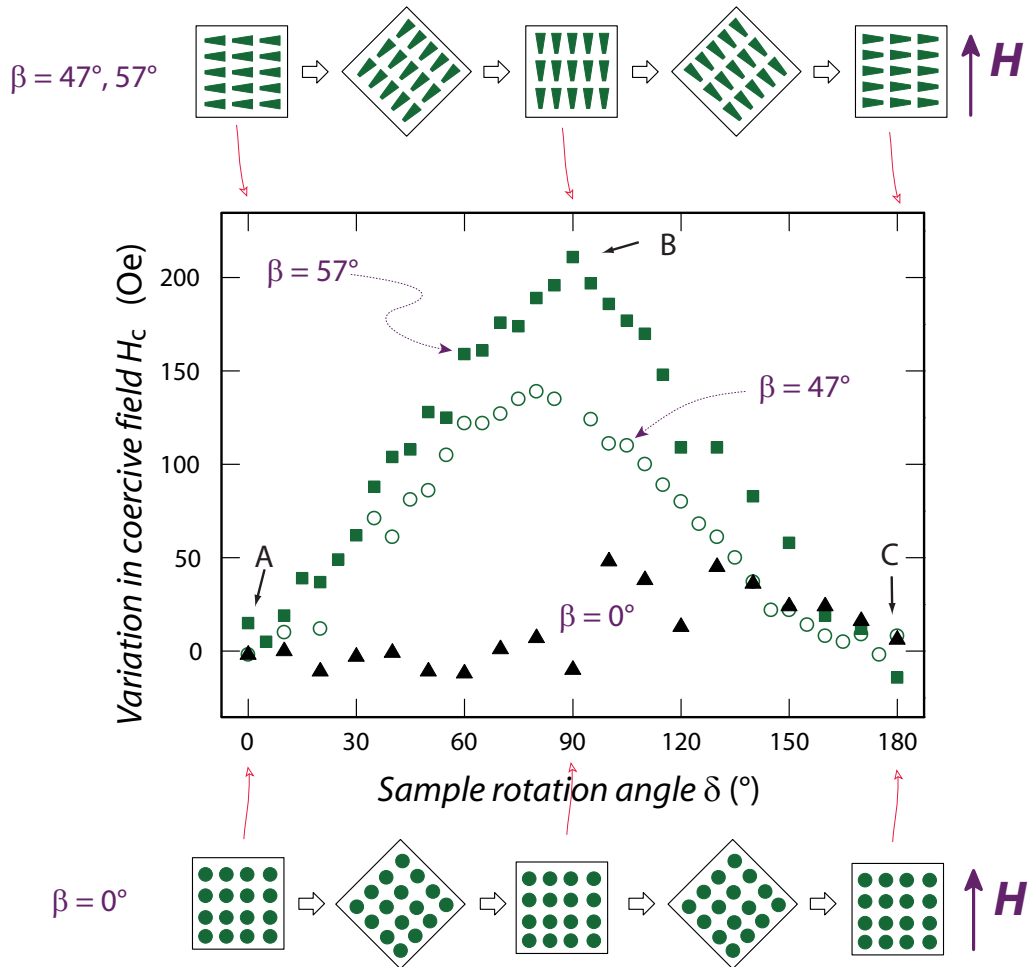 β = 47°, 57°
H
Variation in coercive field Hc (Oe)
200
150
100
50
0
β = 57°
B
β = 47°
A
C
β = 0°
0 30 60 90 120 150 180
Sample rotation angle δ (°)
β = 0°
H